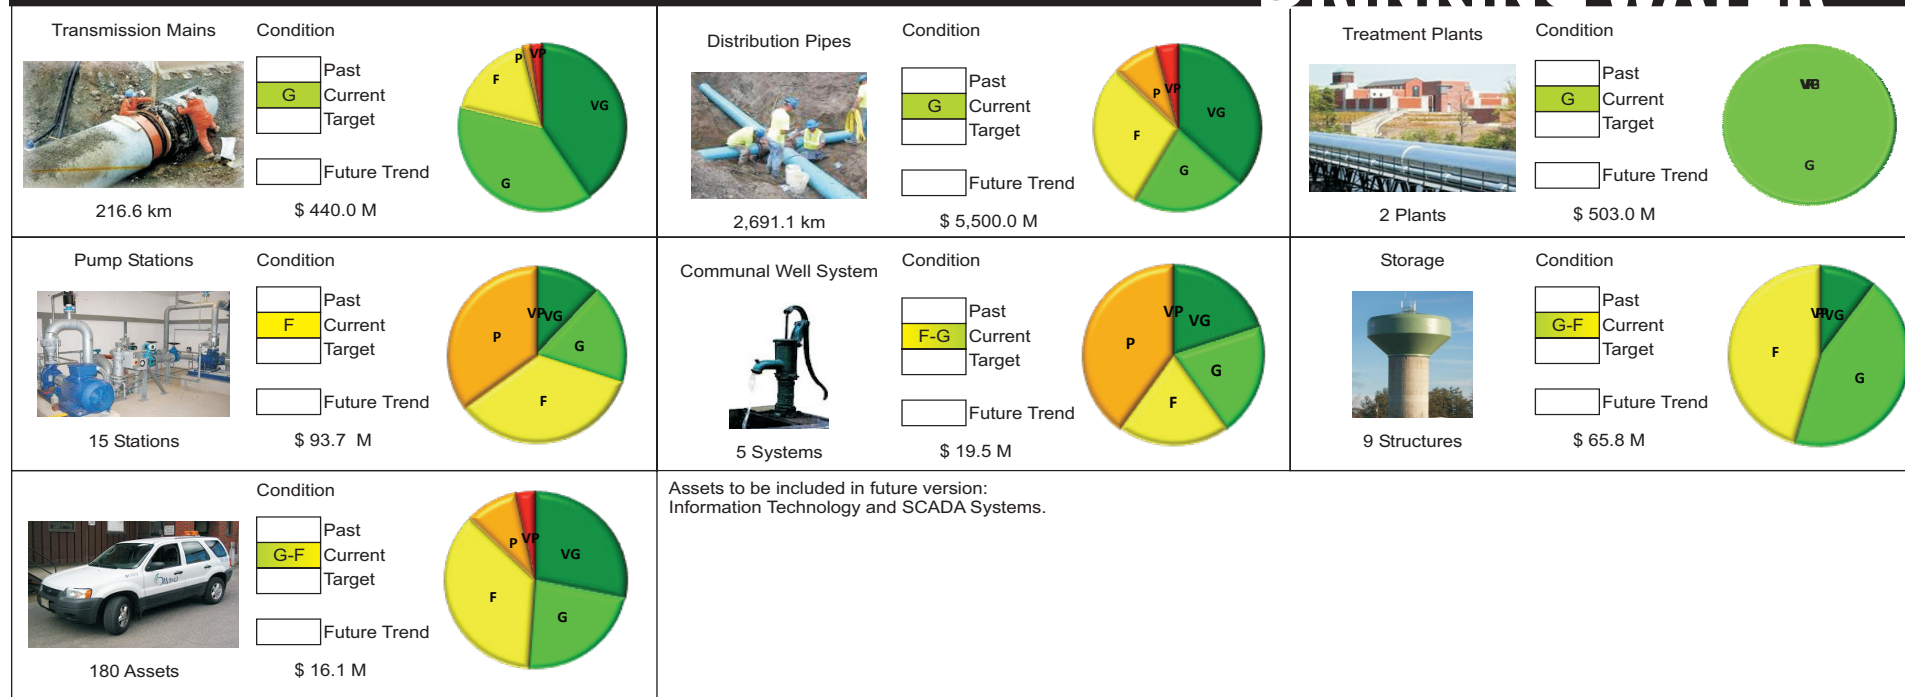 Transmission Mains
Condition
Past
G Current
Target
Future Trend
216.6 km
$ 440.0 M
VG
G
F
P
VP
Distribution Pipes
Condition
Past
G Current
Target
Future Trend
2,691.1 km
$ 5,500.0 M
VG
G
F
P
VP
Treatment Plants
Condition
Past
G Current
Target
Future Trend
2 Plants
$ 503.0 M
G
Pump Stations
Condition
Past
F Current
Target
Future Trend
15 Stations
$ 93.7 M
VP
VG
G
F
P
Communal Well System
Condition
Past
F-G Current
Target
Future Trend
5 Systems
$ 19.5 M
VP
VG
G
F
P
Storage
Condition
Past
G-F Current
Target
Future Trend
9 Structures
$ 65.8 M
VG
G
F
Condition
Past
G-F Current
Target
Future Trend
180 Assets
$ 16.1 M
VG
G
F
P
VP
Assets to be included in future version:
Information Technology and SCADA Systems.